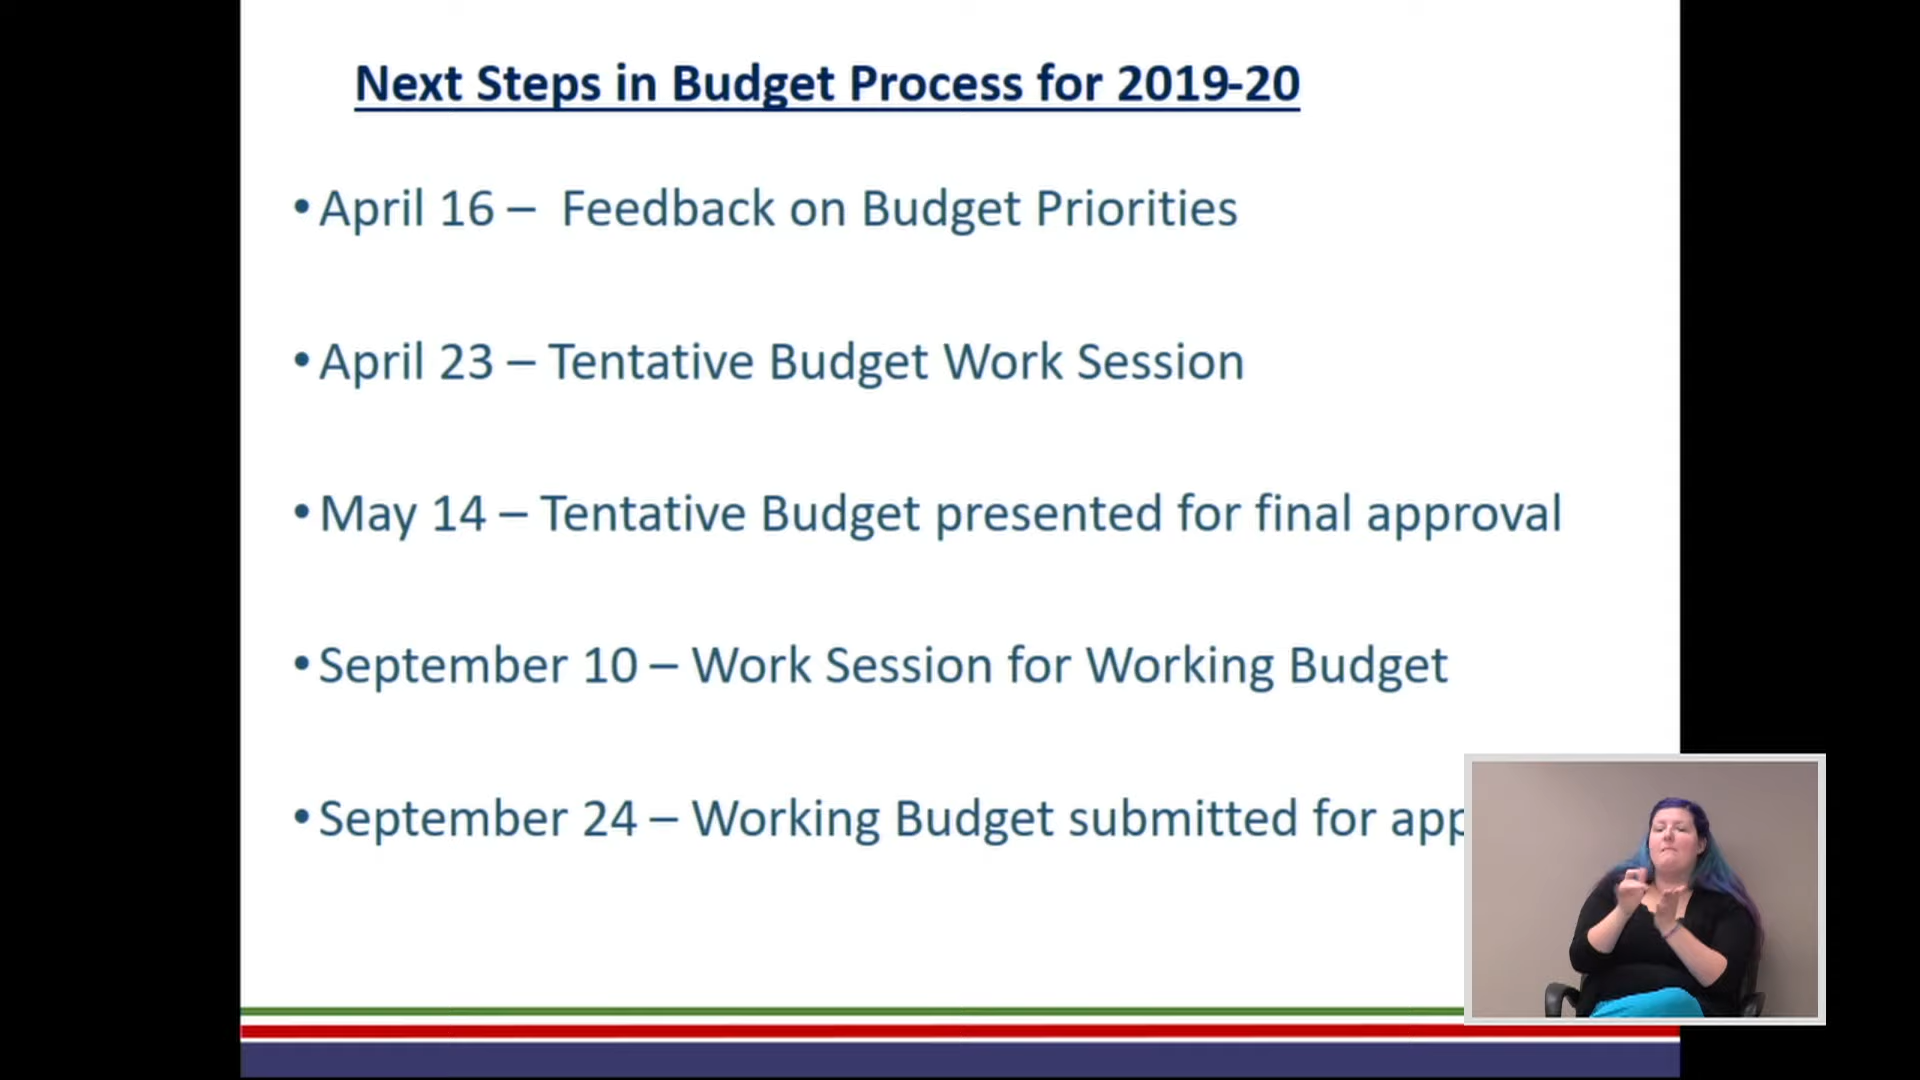 Next Steps in Budget Process for 2019-20
• April 16 – Feedback on Budget Priorities
• April 23 – Tentative Budget Work Session
• May 14 – Tentative Budget presented for final approval
• September 10 – Work Session for Working Budget
• September 24 – Working Budget submitted for